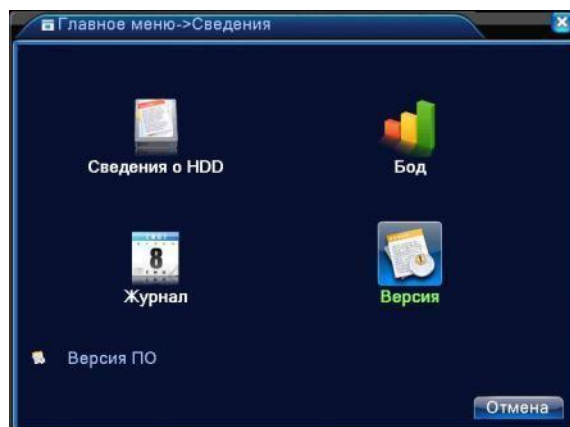 Главное меню->Сведения
Сведения о HDD
Бод
8
Журнал
Версия
Версия ПО
Отмена